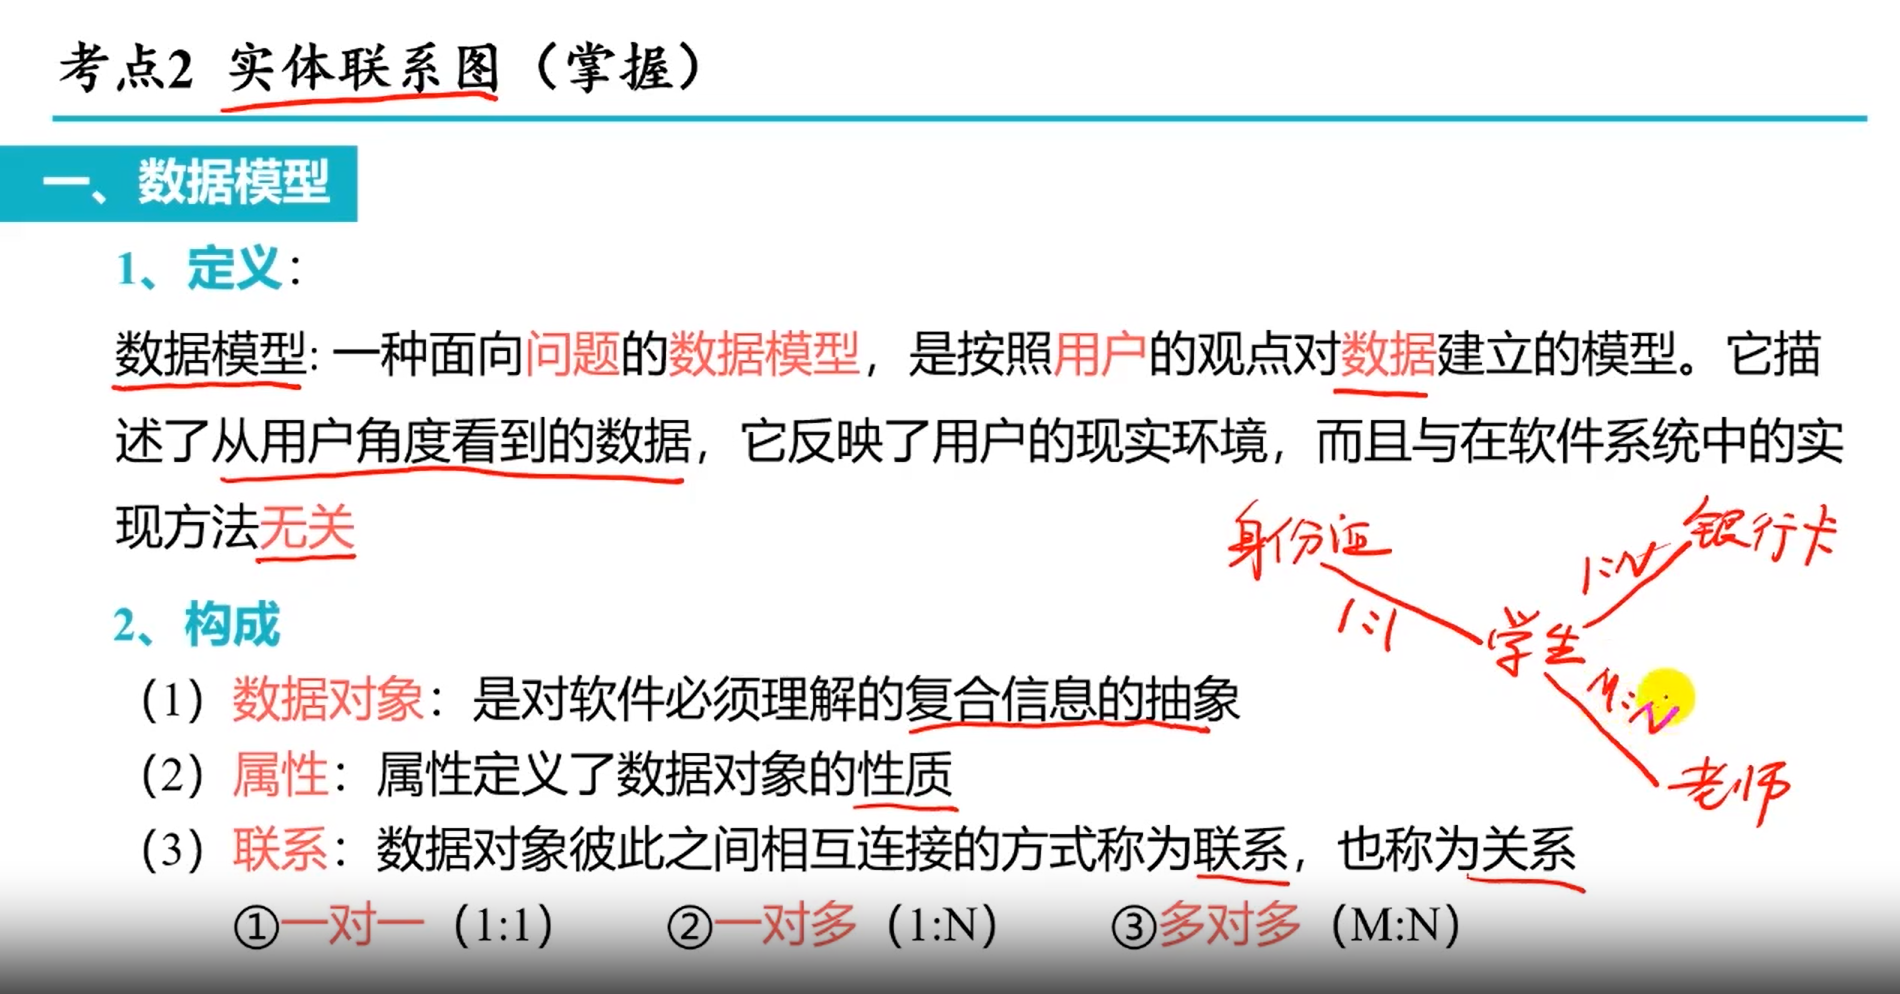 考点2 实体联系图（掌握）
一、数据模型
1、定义：
数据模型：一种面向问题的数据模型，是按照用户的观点对数据建立的模型。它描
述了从用户角度看到的数据，它反映了用户的现实环境，而且与在软件系统中的实
现方法无关
身份证
银行卡
1:N
1:1
学生
M:N
老师
2、构成
（1）数据对象：是对软件必须理解的复合信息的抽象
（2）属性：属性定义了数据对象的性质
（3）联系：数据对象彼此之间相互连接的方式称为联系，也称为关系
①一对一（1:1） ②一对多（1:N） ③多对多（M:N）